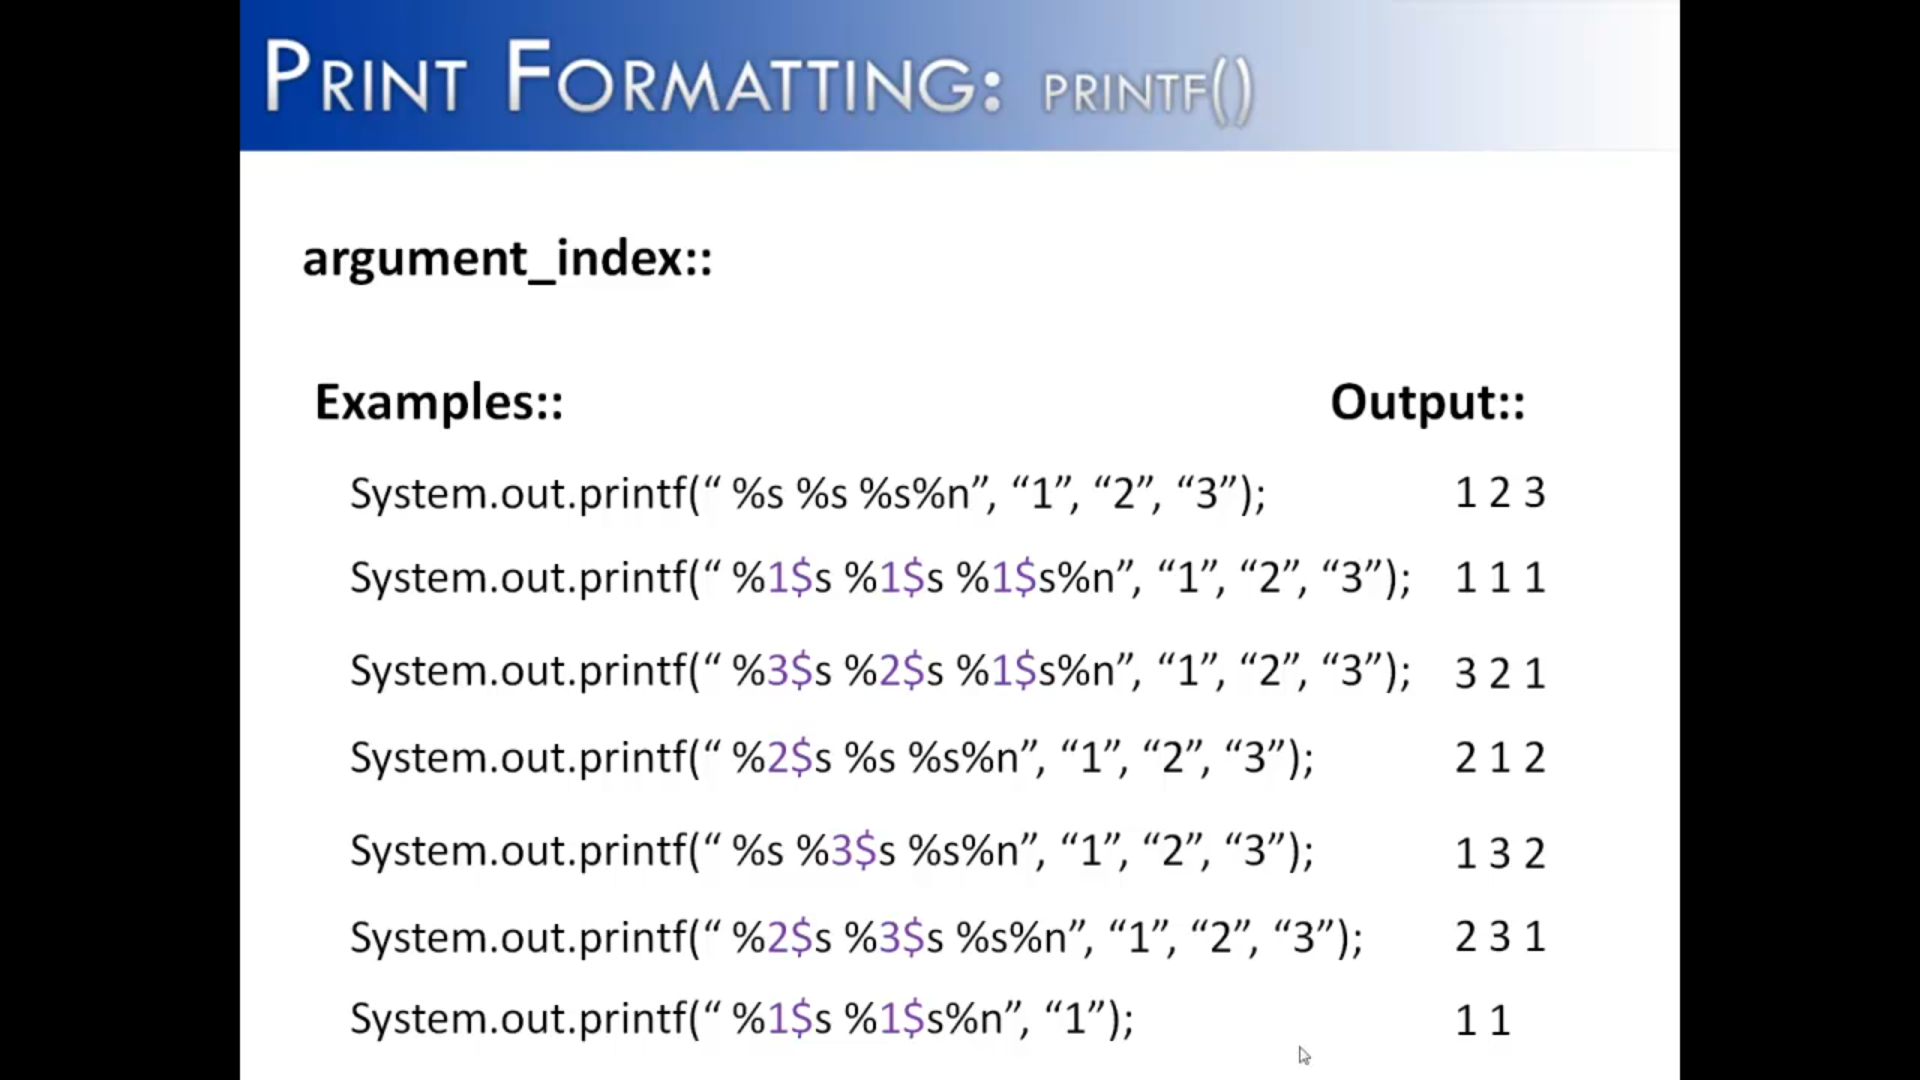 PRINT FORMATTING: PRINTF()
argument_index::
Examples:: Output::
System.out.printf(“ %s %s %s%n”, “1”, “2”, “3”); 1 2 3
System.out.printf(“ %1$s %1$s %1$s%n”, “1”, “2”, “3”); 1 1 1
System.out.printf(“ %3$s %2$s %1$s%n”, “1”, “2”, “3”); 3 2 1
System.out.printf(“ %2$s %s %s%n”, “1”, “2”, “3”); 2 1 2
System.out.printf(“ %s %3$s %s%n”, “1”, “2”, “3”); 1 3 2
System.out.printf(“ %2$s %3$s %s%n”, “1”, “2”, “3”); 2 3 1
System.out.printf(“ %1$s %1$s%n”, “1”); 1 1